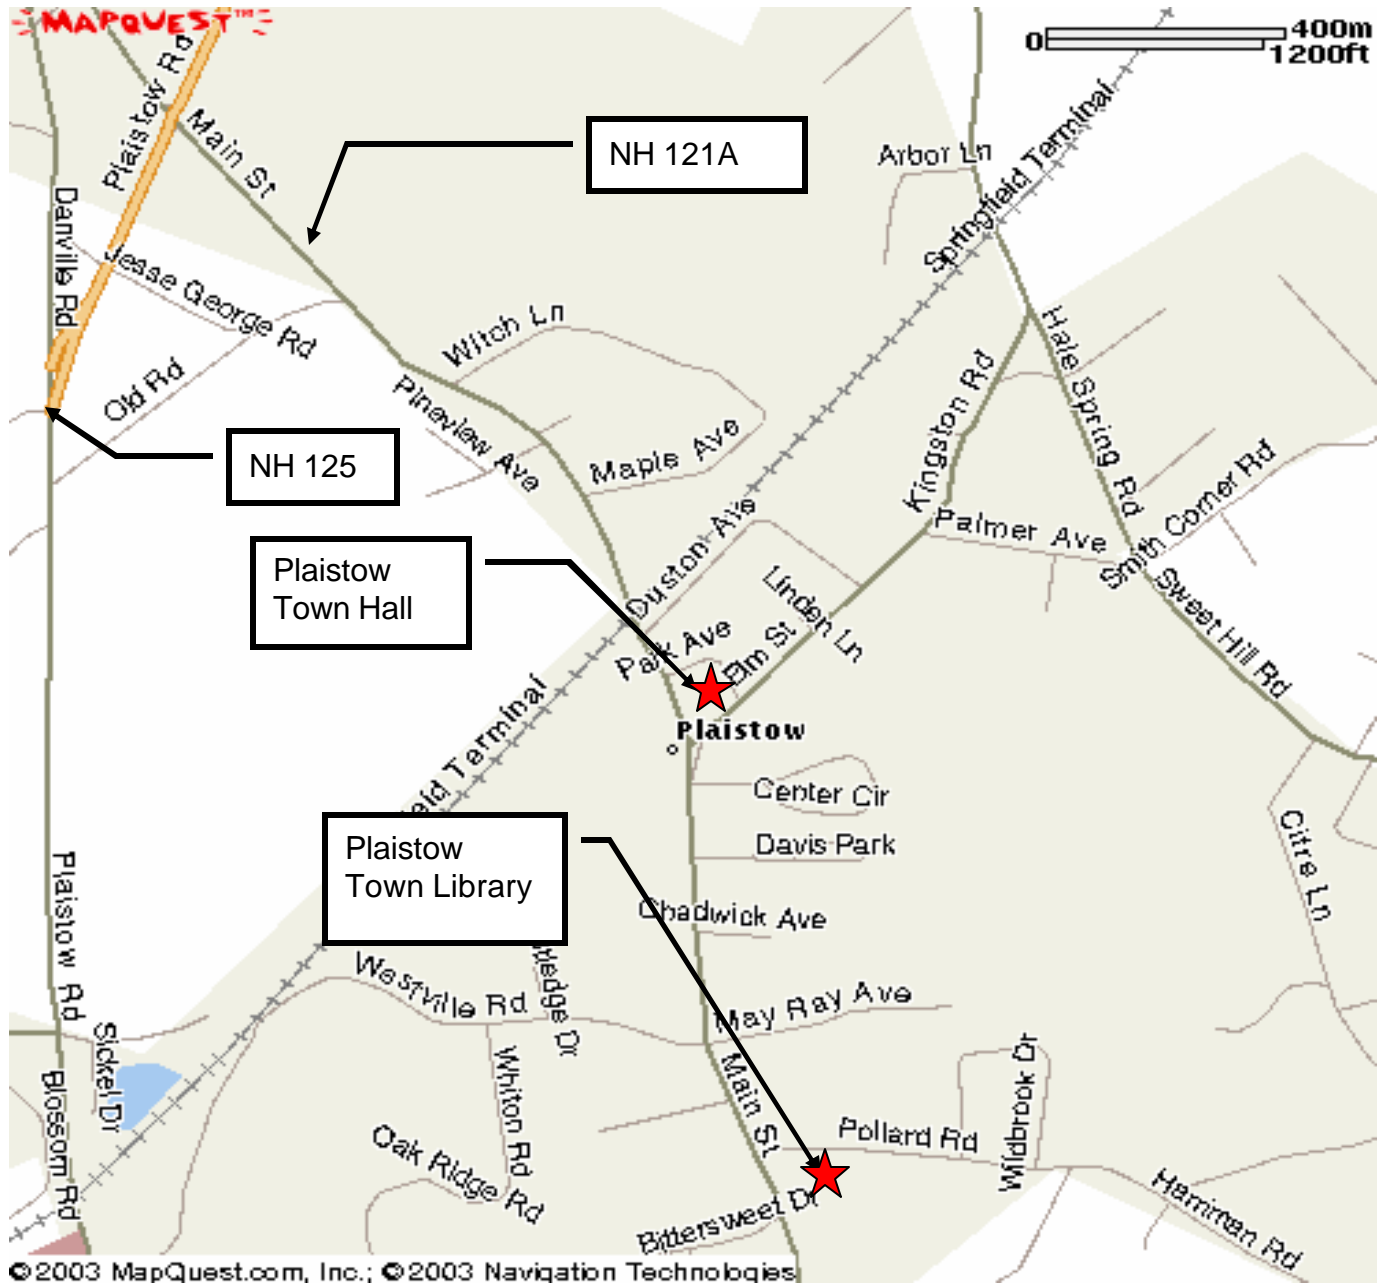 MAPQUEST™
0 400m
1200ft
Plaistow Rd
Main St
NH 121A
Arbor Ln
Springfield Terminal
Danville Rd
Jesse George Rd
Witch Ln
Hale Spring Rd
Old Rd
Pineview Ave
Kingston Rd
Maple Ave
NH 125
Smith Corner Rd
Palmer Ave
Duston Ave
Plaistow
Town Hall
Linden Ln
Sweet Hill Rd
Park Ave
Elm St
Plaistow
eld Terminal
Center Cir
Plaistow
Town Library
Davis Park
Citre Ln
Plaistow Rd
Chadwick Ave
Westville Rd
May Ray Ave
edge Dr
Sickel Dr
Whiton Rd
Main St
Wildbrook Dr
Blossom Rd
Pollard Rd
Oak Ridge Rd
Bittersweet Dr
Harriman Rd
©2003 MapQuest.com, Inc.; ©2003 Navigation Technologies